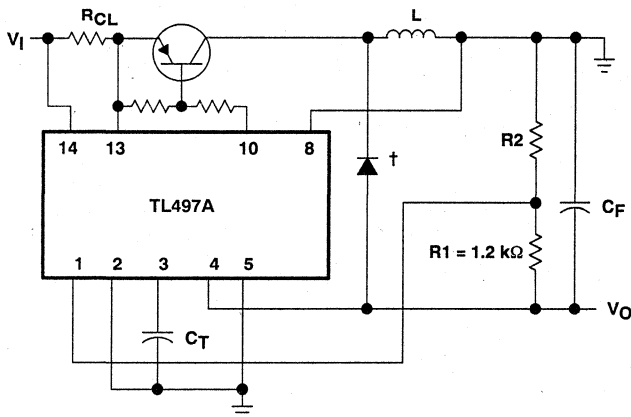 RCL
L
VI
14 13 10 8
†
R2
TL497A
CF
R1 = 1.2 kΩ
1 2 3 4 5
VO
CT